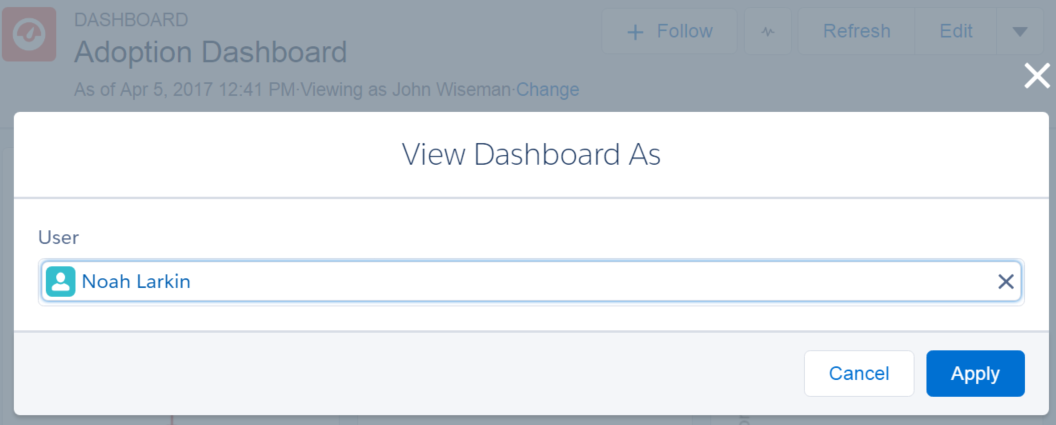 DASHBOARD
Adoption Dashboard
+ Follow
Refresh
Edit
As of Apr 5, 2017 12:41 PM·Viewing as John Wiseman·Change
View Dashboard As
User
Noah Larkin
Cancel
Apply